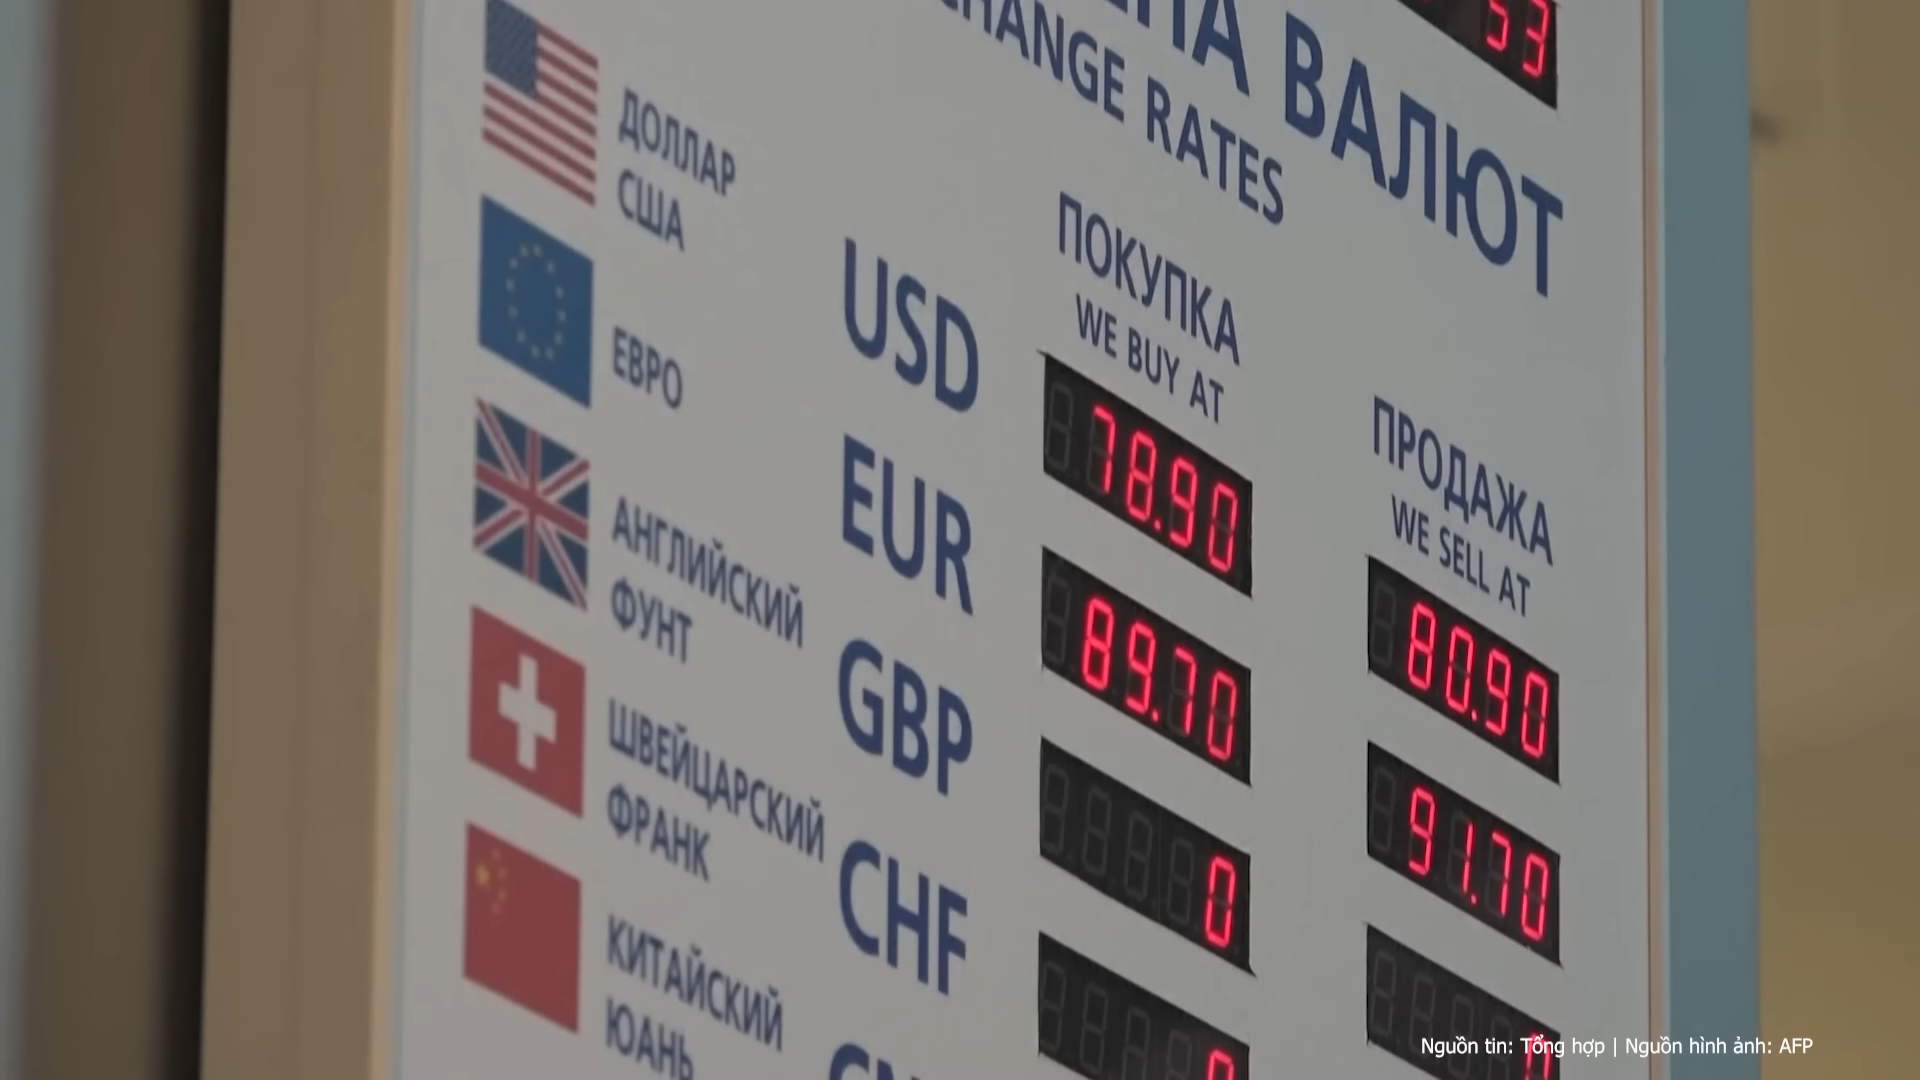 53
ВАЛЮТ
RATES
ДОЛЛАР
США
USD
ПОКУПКА
WE BUY AT
78.90
ПРОДАЖА
WE SELL AT
80.90
ЕВРО
EUR
89.70
91.70
АНГЛИЙСКИЙ
ФУНТ
GBP
0
ШВЕЙЦАРСКИЙ
ФРАНК
CHF
КИТАЙСКИЙ
ЮАНЬ
Nguồn tin: Tổng hợp | Nguồn hình ảnh: AFP